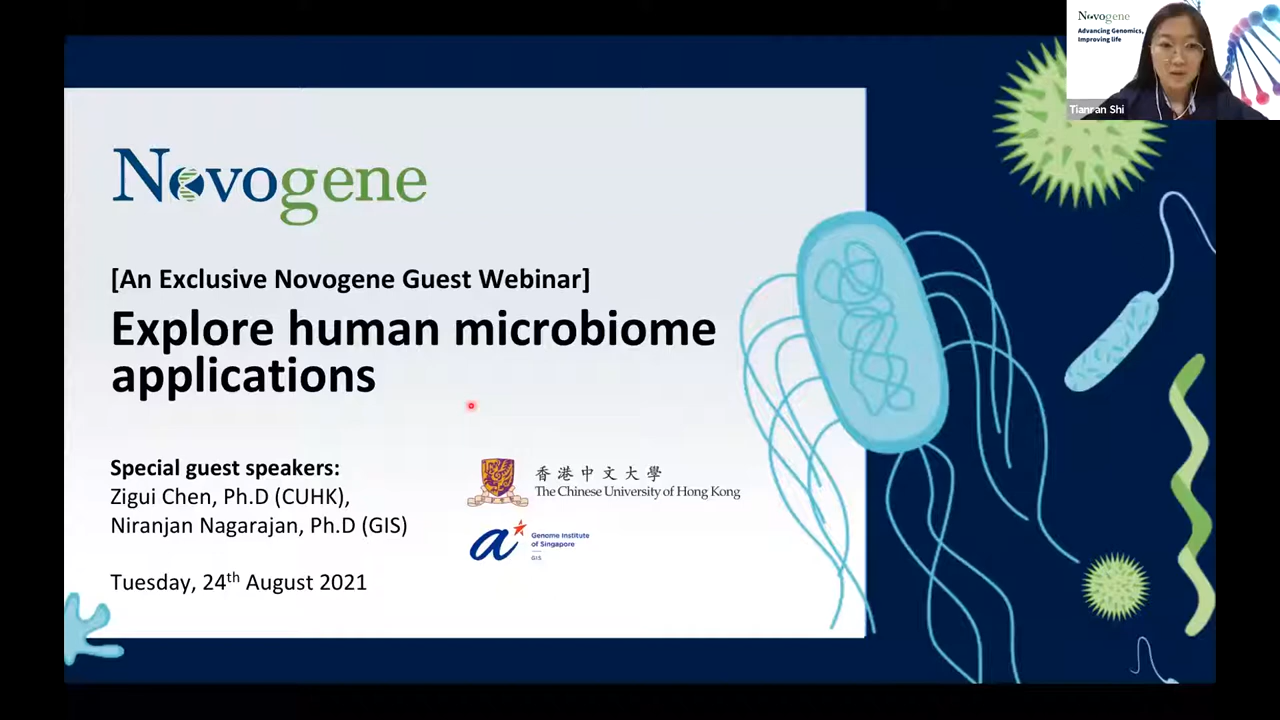 Novogene
Advancing Genomics,
Improving life
Tianran Shi
Novogene
[An Exclusive Novogene Guest Webinar]
Explore human microbiome
applications
Special guest speakers:
Zigui Chen, Ph.D (CUHK),
Niranjan Nagarajan, Ph.D (GIS)
香港中文大學
The Chinese University of Hong Kong
a
Genome Institute
of Singapore
GIS
Tuesday, 24th August 2021